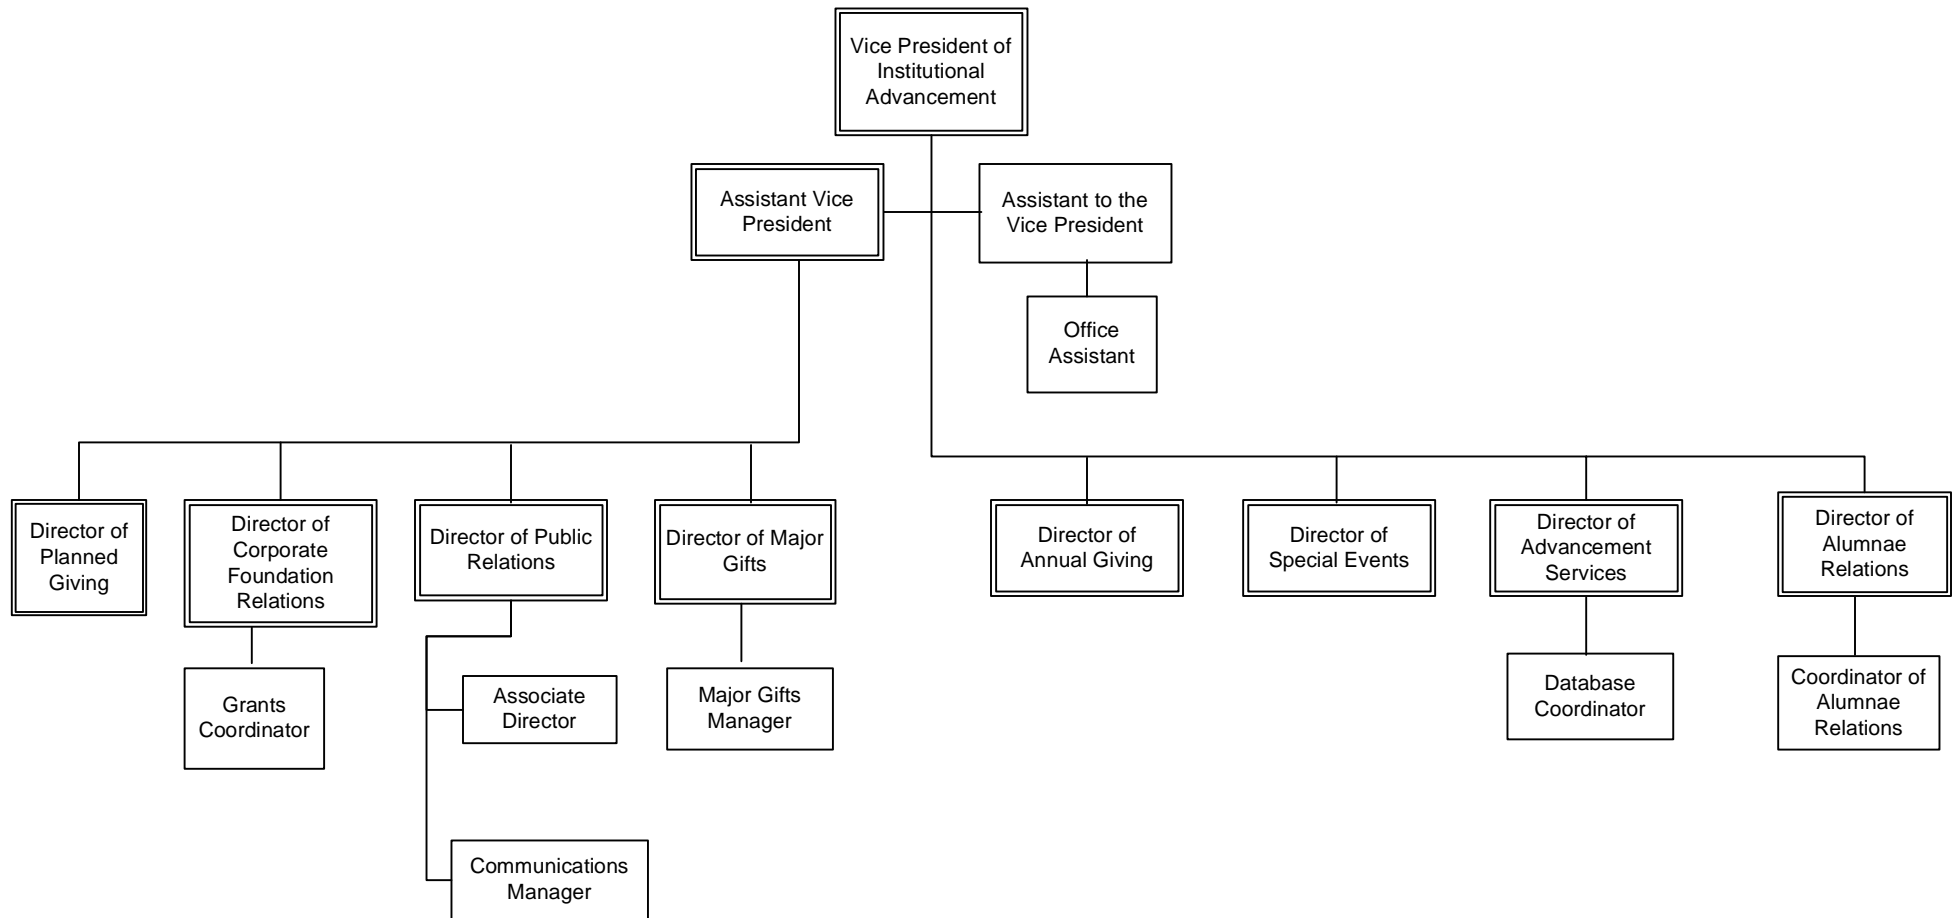 Vice President of
Institutional
Advancement
Assistant Vice
President
Assistant to the
Vice President
Office
Assistant
Director of
Planned
Giving
Director of
Corporate
Foundation
Relations
Director of Public
Relations
Director of Major
Gifts
Director of
Annual Giving
Director of
Special Events
Director of
Advancement
Services
Director of
Alumnae
Relations
Grants
Coordinator
Associate
Director
Major Gifts
Manager
Database
Coordinator
Coordinator of
Alumnae
Relations
Communications
Manager